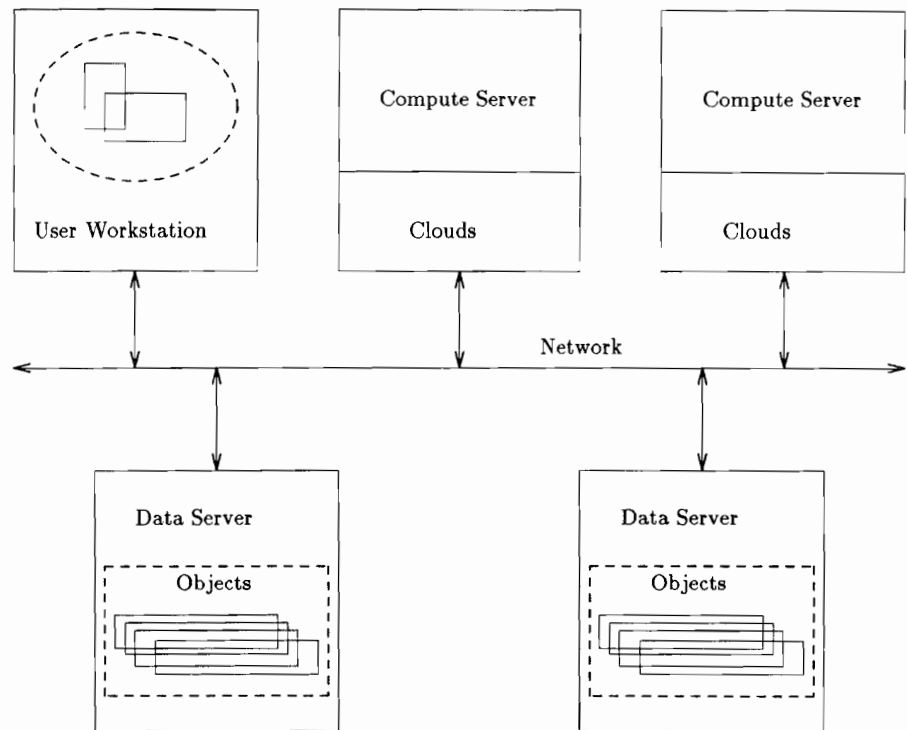 Compute Server
Compute Server
User Workstation
Clouds
Clouds
Network
Data Server
Data Server
Objects
Objects